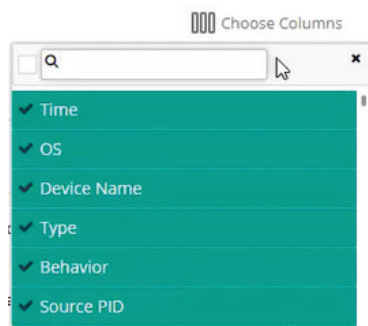 Choose Columns
Time
OS
Device Name
Type
Behavior
Source PID